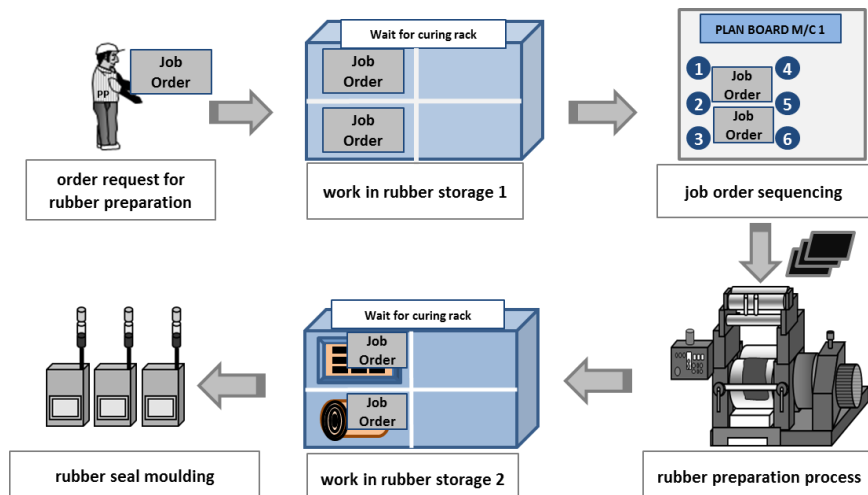 PP
Job
Order
order request for
rubber preparation
Wait for curing rack
Job
Order
Job
Order
work in rubber storage 1
PLAN BOARD M/C 1
1
4
Job
Order
2
5
Job
Order
3
6
job order sequencing
rubber preparation process
Wait for curing rack
Job
Order
Job
Order
work in rubber storage 2
rubber seal moulding